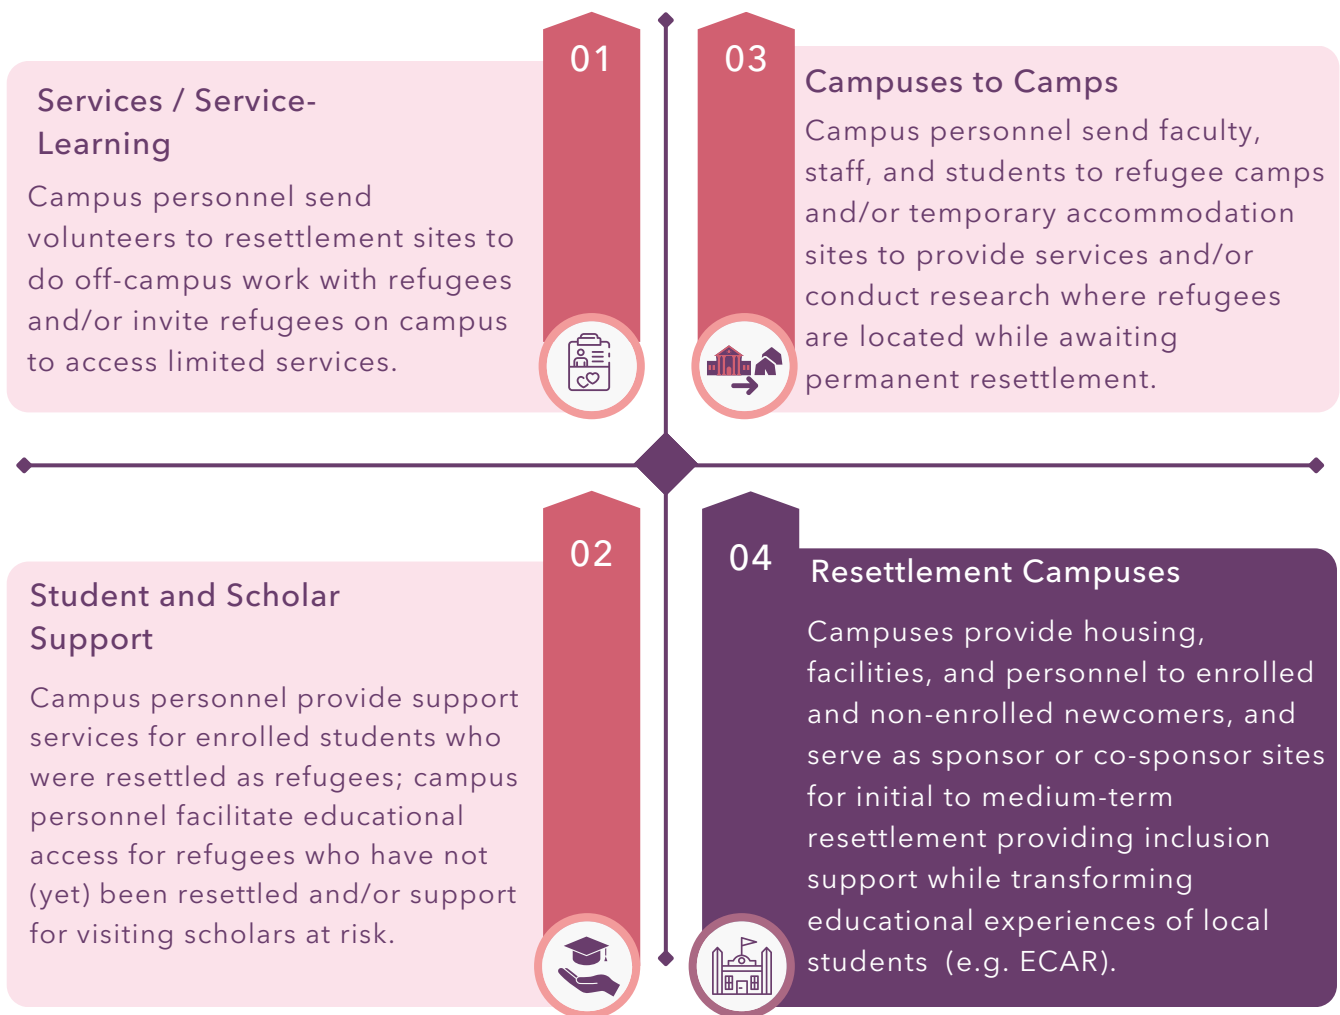 01
Services / Service-
Learning
Campus personnel send
volunteers to resettlement sites to
do off-campus work with refugees
and/or invite refugees on campus
to access limited services.
02
Student and Scholar
Support
Campus personnel provide support
services for enrolled students who
were resettled as refugees; campus
personnel facilitate educational
access for refugees who have not
(yet) been resettled and/or support
for visiting scholars at risk.
03
Campuses to Camps
Campus personnel send faculty,
staff, and students to refugee camps
and/or temporary accommodation
sites to provide services and/or
conduct research where refugees
are located while awaiting
permanent resettlement.
04
Resettlement Campuses
Campuses provide housing,
facilities, and personnel to enrolled
and non-enrolled newcomers, and
serve as sponsor or co-sponsor sites
for initial to medium-term
resettlement providing inclusion
support while transforming
educational experiences of local
students (e.g. ECAR).